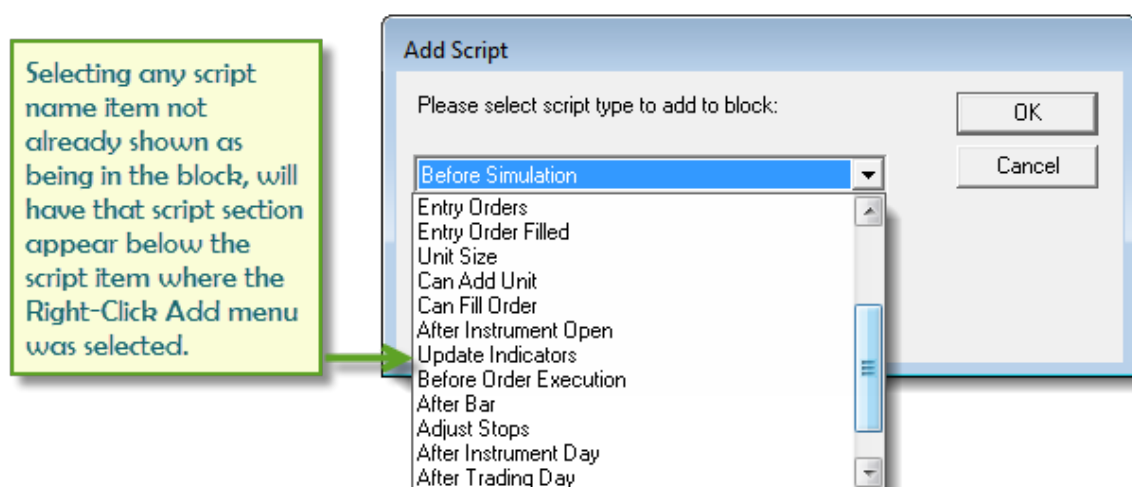 Selecting any script
name item not
already shown as
being in the block, will
have that script section
appear below the
script item where the
Right-Click Add menu
was selected.
Add Script
Please select script type to add to block:
OK
Cancel
Before Simulation
Entry Orders
Entry Order Filled
Unit Size
Can Add Unit
Can Fill Order
After Instrument Open
Update Indicators
Before Order Execution
After Bar
Adjust Stops
After Instrument Day
After Trading Day